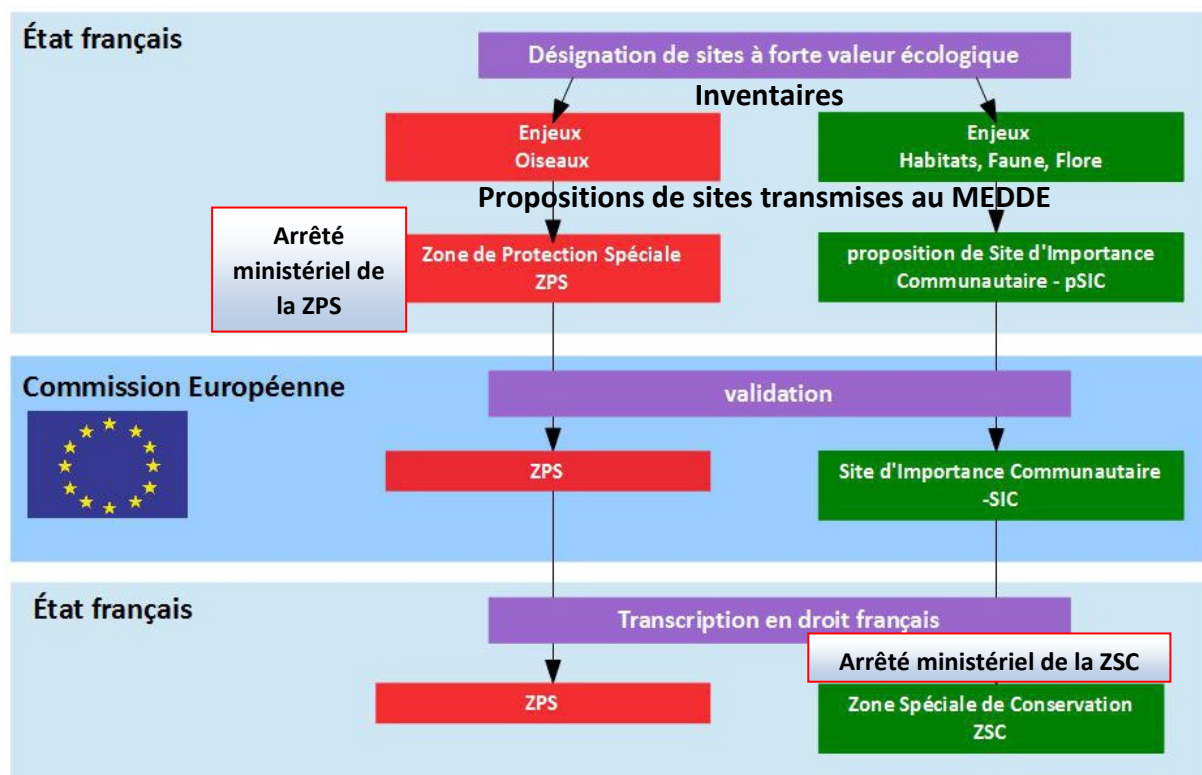 État français
Désignation de sites à forte valeur écologique
Inventaires
Enjeux
Oiseaux
Enjeux
Habitats, Faune, Flore
Propositions de sites transmises au MEDDE
Arrêté
ministériel de
la ZPS
Zone de Protection Spéciale
ZPS
proposition de Site d'Importance
Communautaire - pSIC
Commission Européenne
validation
ZPS
Site d'Importance Communautaire
-SIC
État français
Transcription en droit français
Arrêté ministériel de la ZSC
ZPS
Zone Spéciale de Conservation
ZSC